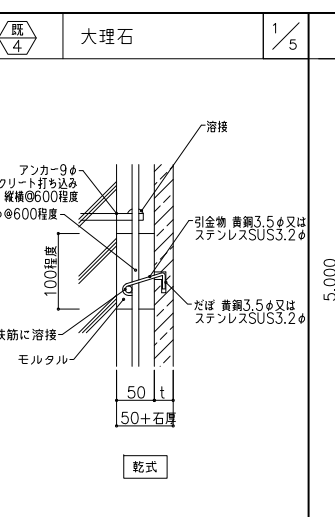 既
4
大理石
1/5
溶接
アンカー9φ
クリート打ち込み
縦横@600程度
@600程度
引金物 黄銅3.5φ又は
ステンレスSUS3.2φ
100程度
5,000
だぼ 黄銅3.5φ又は
ステンレスSUS3.2φ
鉄筋に溶接
モルタル
50
t
50+石厚
乾式